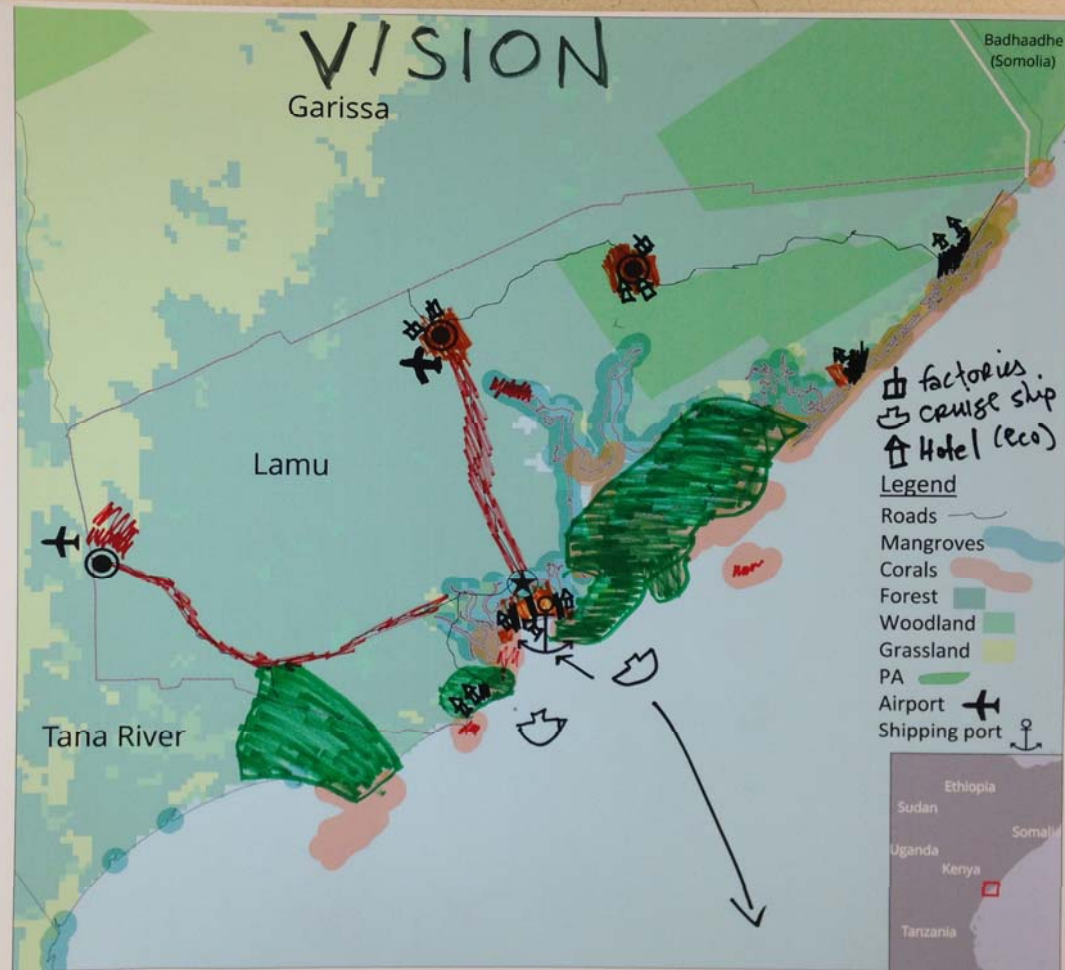 VISION
Garissa
Badhaadhe
(Somolia)
Lamu
Tana River
factories.
cruise ship
Hotel (eco)
Legend
Roads
Mangroves
Corals
Forest
Woodland
Grassland
PA
Airport
Shipping port
Ethiopia
Sudan
Somalia
Uganda
Kenya
Tanzania